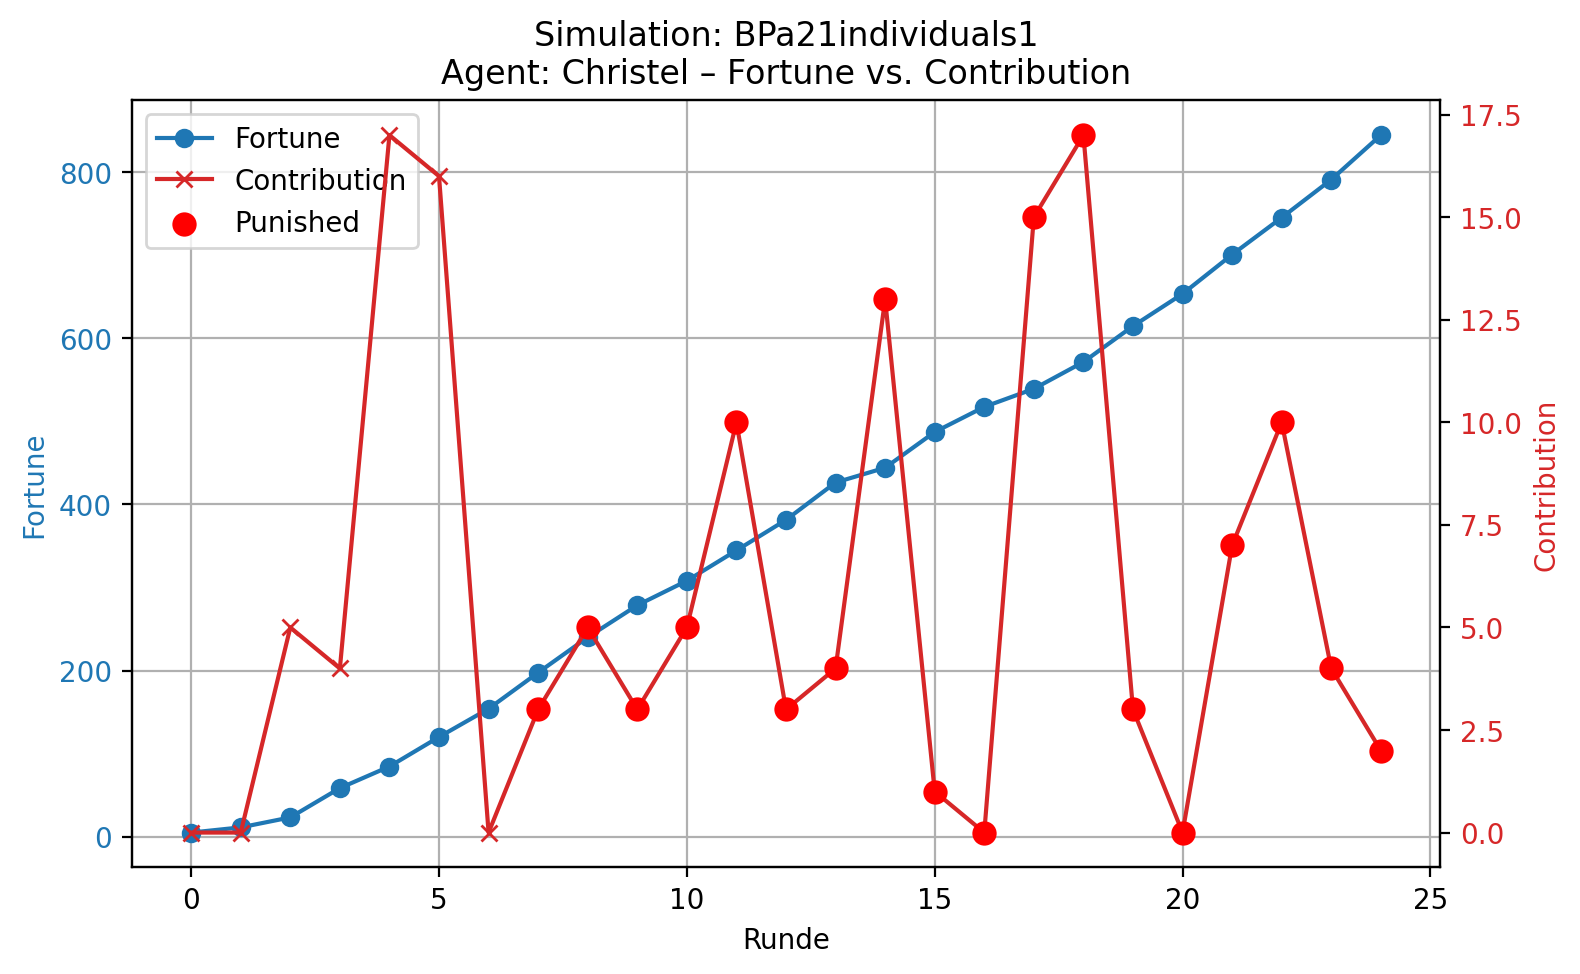 Simulation: BPa21individuals1
Agent: Christel – Fortune vs. Contribution
Fortune
Contribution
Punished
800
600
400
200
0
Fortune
17.5
15.0
12.5
10.0
7.5
5.0
2.5
0.0
Contribution
0 5 10 15 20 25
Runde